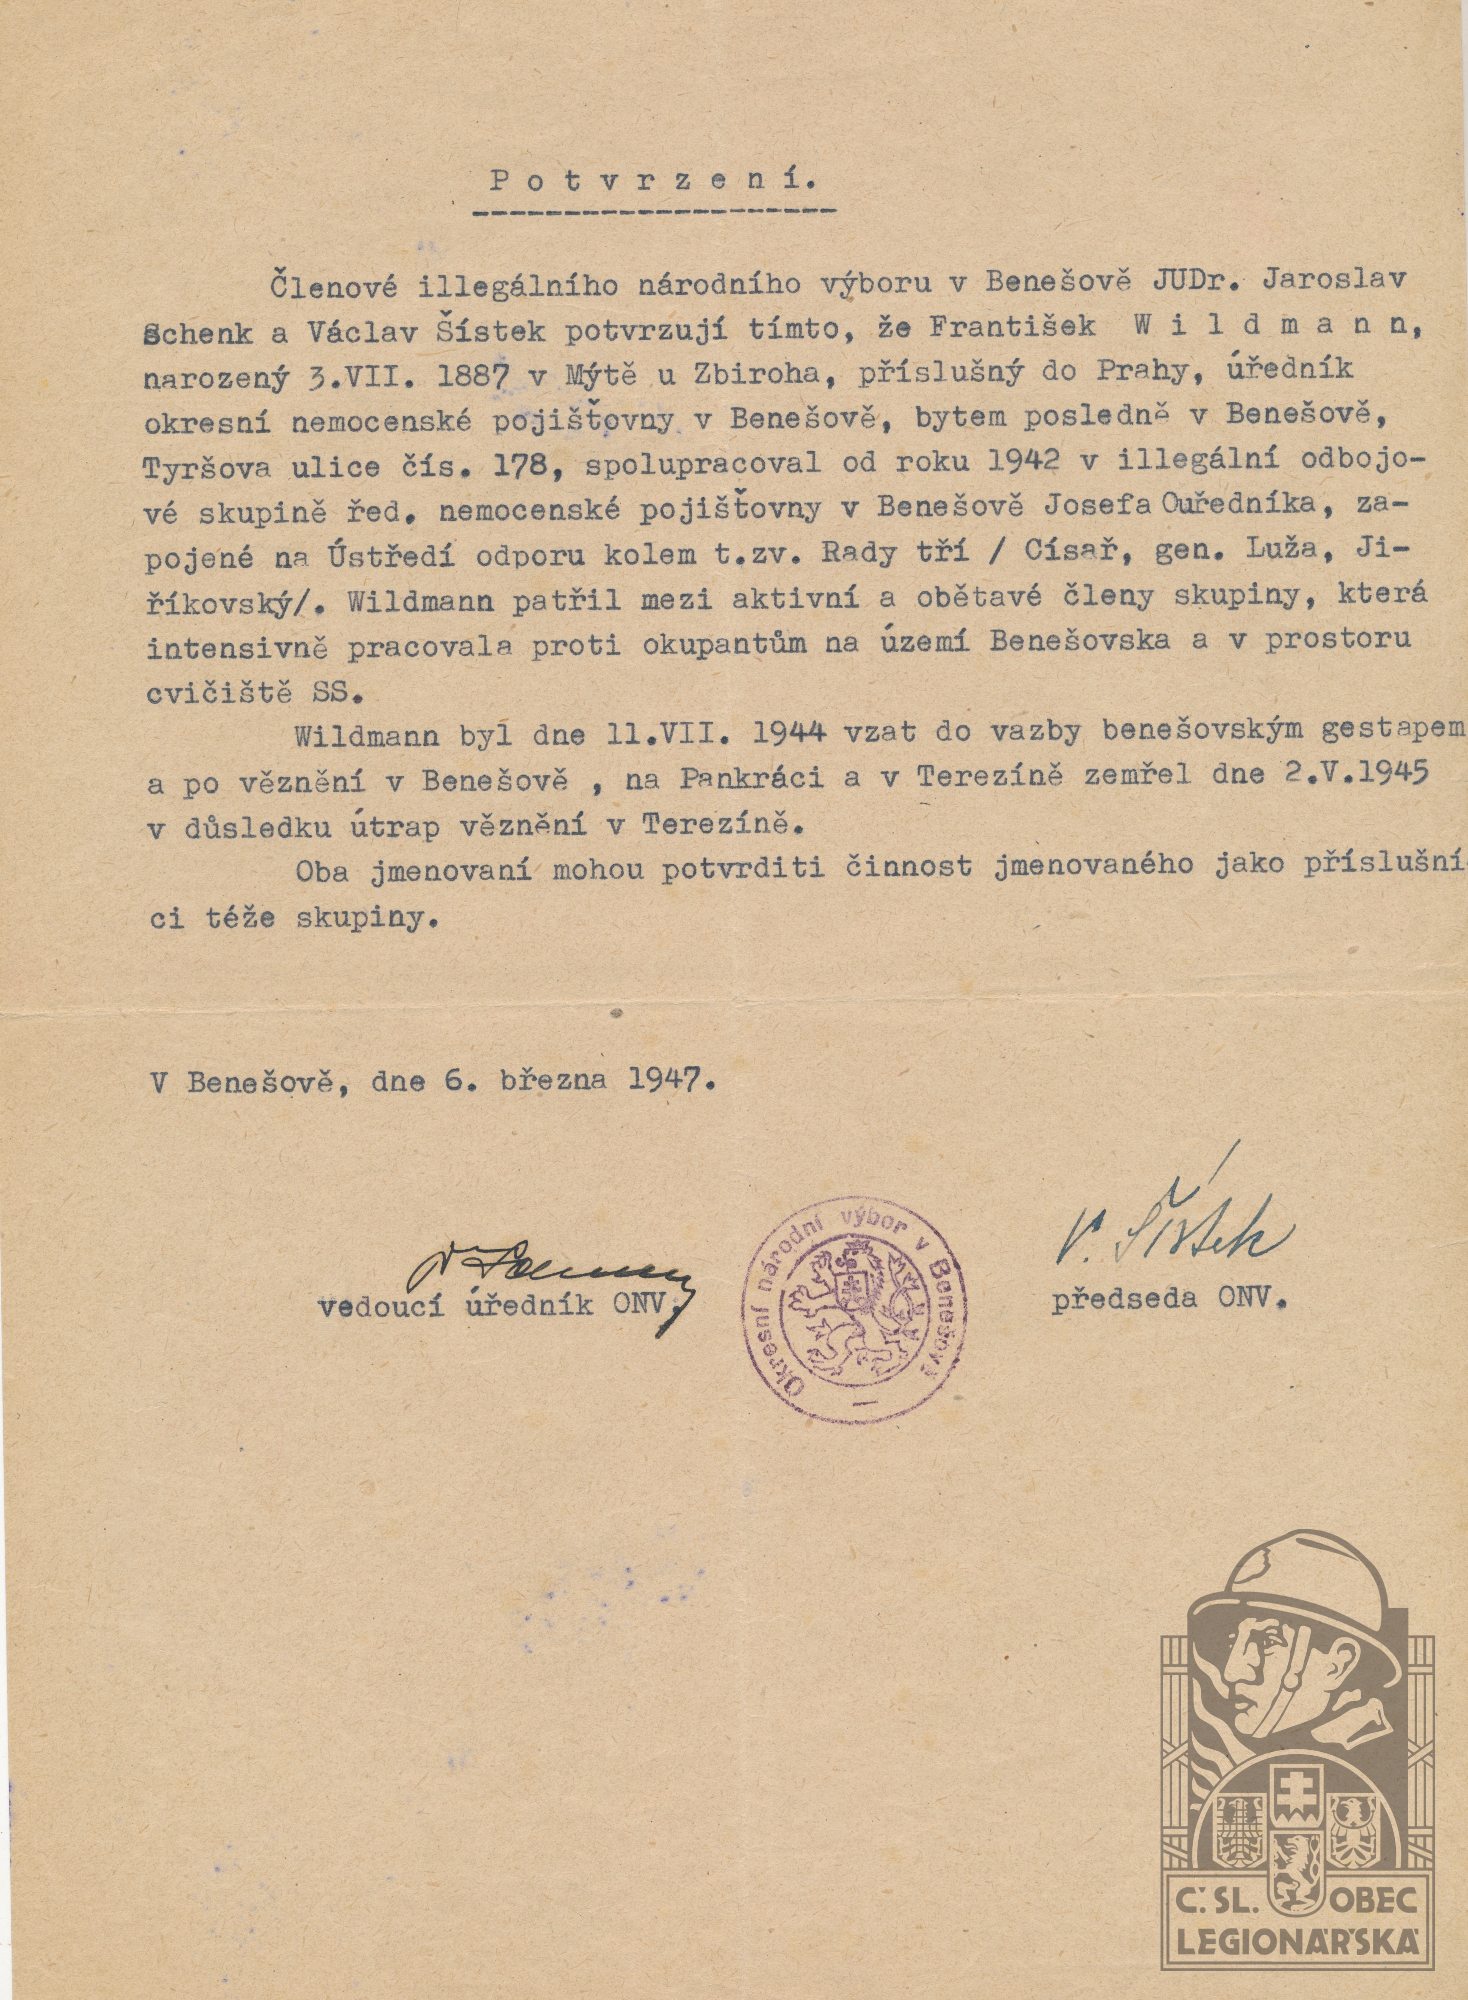 P o t v r z e n í.
Členové illegálního národního výboru v Benešově JUDr. Jaroslav
Schenk a Václav Šístek potvrzují tímto, že František W i l d m a n n,
narozený 3.VII. 1887 v Mýtě u Zbiroha, příslušný do Prahy, úředník
okresní nemocenské pojišťovny v Benešově, bytem posledně v Benešově,
Tyršova ulice čís. 178, spolupracoval od roku 1942 v illegální odbojo-
vé skupině řed. nemocenské pojišťovny v Benešově Josefa Ouředníka, za-
pojené na Ústředí odporu kolem t.zv. Rady tří / Císař, gen. Luža, Ji-
říkovský/. Wildmann patřil mezi aktivní a obětavé členy skupiny, která
intensivně pracovala proti okupantům na území Benešovska a v prostoru
cvičiště SS.
Wildmann byl dne 11.VII. 1944 vzat do vazby benešovským gestapem
a po věznění v Benešově , na Pankráci a v Terezíně zemřel dne 2.V.1945
v důsledku útrap věznění v Terezíně.
Oba jmenovaní mohou potvrditi činnost jmenovaného jako příslušní-
ci téže skupiny.
V Benešově, dne 6. března 1947.
V. Šístek
vedoucí úředník ONV.
předseda ONV.
Okresní národní výbor v Benešově
Č.SL. OBEC
LEGIONÁŘSKÁ